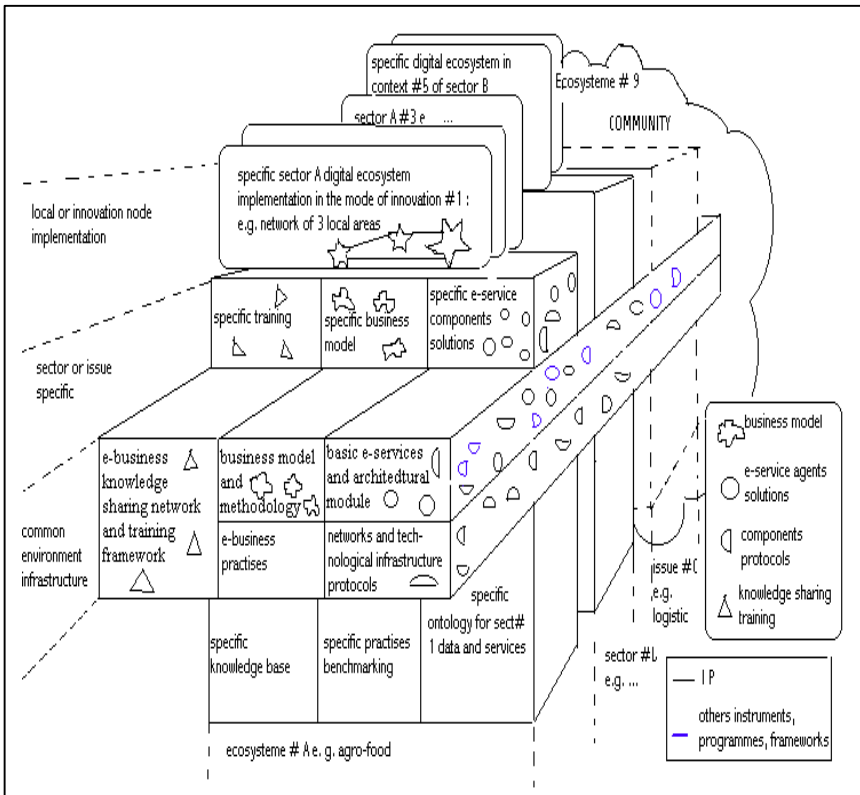 specific digital ecosystem in
context #5 of sector B
Ecosysteme # 9
COMMUNITY
sector A #3 e ...
specific sector A digital ecosystem
implementation in the mode of innovation #1 :
e.g. network of 3 local areas
local or innovation node
implementation
specific training
specific business
model
specific e-service
components
solutions
sector or issue
specific
e-business
knowledge
sharing network
and training
framework
business model
and
methodology
basic e-services
and architedtural
module
e-business
practises
networks and tech-
nological infrastructure
protocols
common
environment
infrastructure
specific
knowledge base
specific practises
benchmarking
specific
ontology for sect#
1 data and services
issue #C
e.g.
logistic
sector #
e.g. ...
ecosysteme # A e. g. agro-food
business model
e-service agents
solutions
components
protocols
knowledge sharing
training
I P
others instruments,
programmes, frameworks